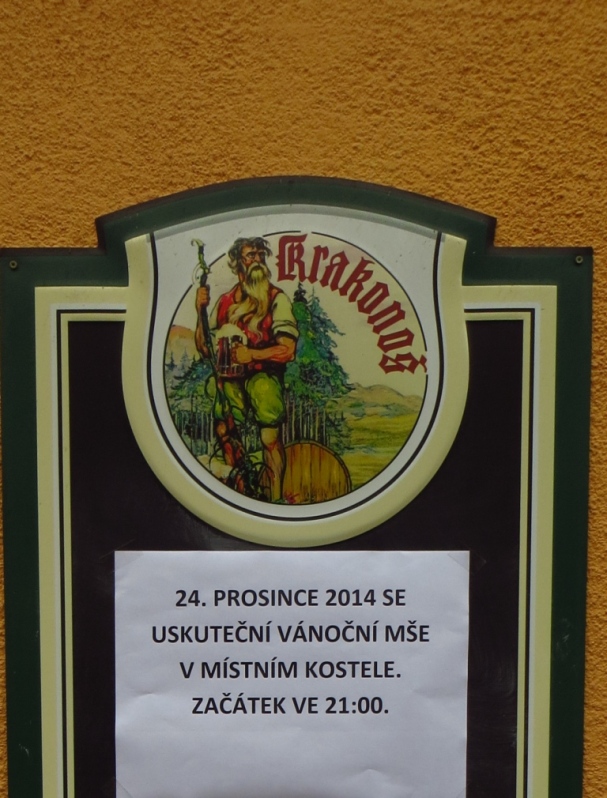 Krakonoš
24. PROSINCE 2014 SE
USKUTEČNÍ VÁNOČNÍ MŠE
V MÍSTNÍM KOSTELE.
ZAČÁTEK VE 21:00.